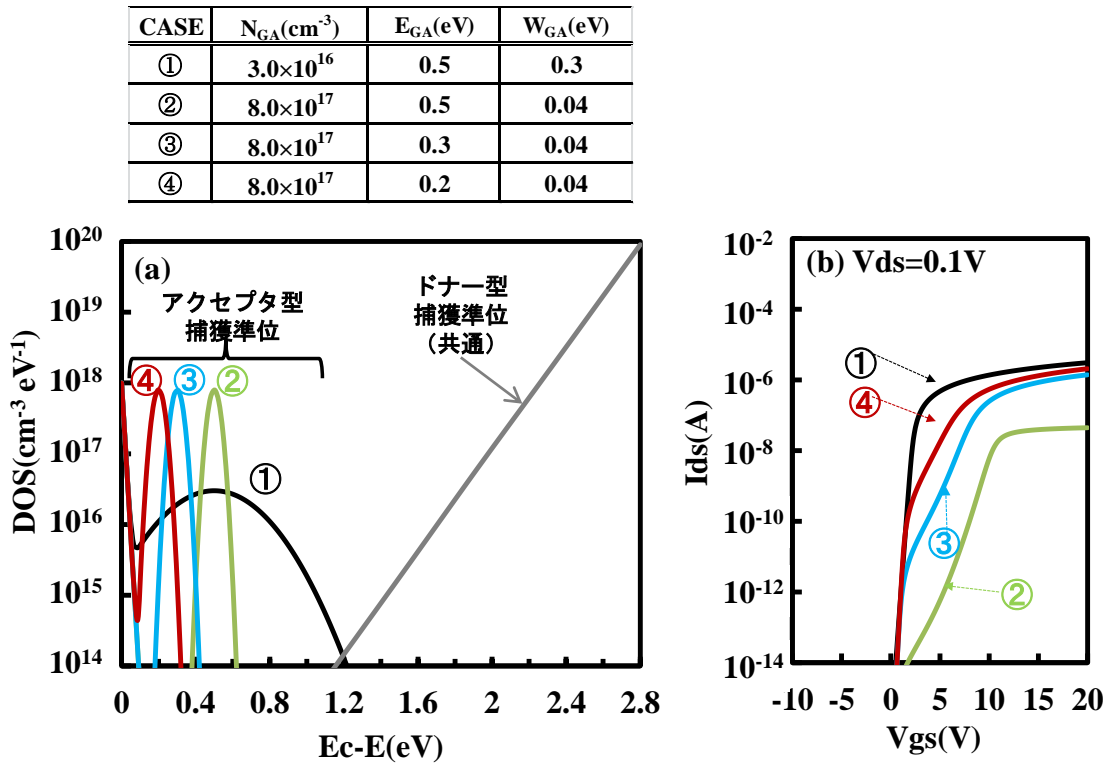 CASE N_GA(cm^-3) E_GA(eV) W_GA(eV)
① 3.0×10^16 0.5 0.3
② 8.0×10^17 0.5 0.04
③ 8.0×10^17 0.3 0.04
④ 8.0×10^17 0.2 0.04
(a)
アクセプタ型
捕獲準位
ドナー型
捕獲準位
（共通）
④ ③ ②
①
10^20
10^19
10^18
10^17
10^16
10^15
10^14
DOS(cm^-3 eV^-1)
0 0.4 0.8 1.2 1.6 2 2.4 2.8
Ec-E(eV)
(b) Vds=0.1V
①
④
③
②
10^-2
10^-4
10^-6
10^-8
10^-10
10^-12
10^-14
Ids(A)
-10 -5 0 5 10 15 20
Vgs(V)